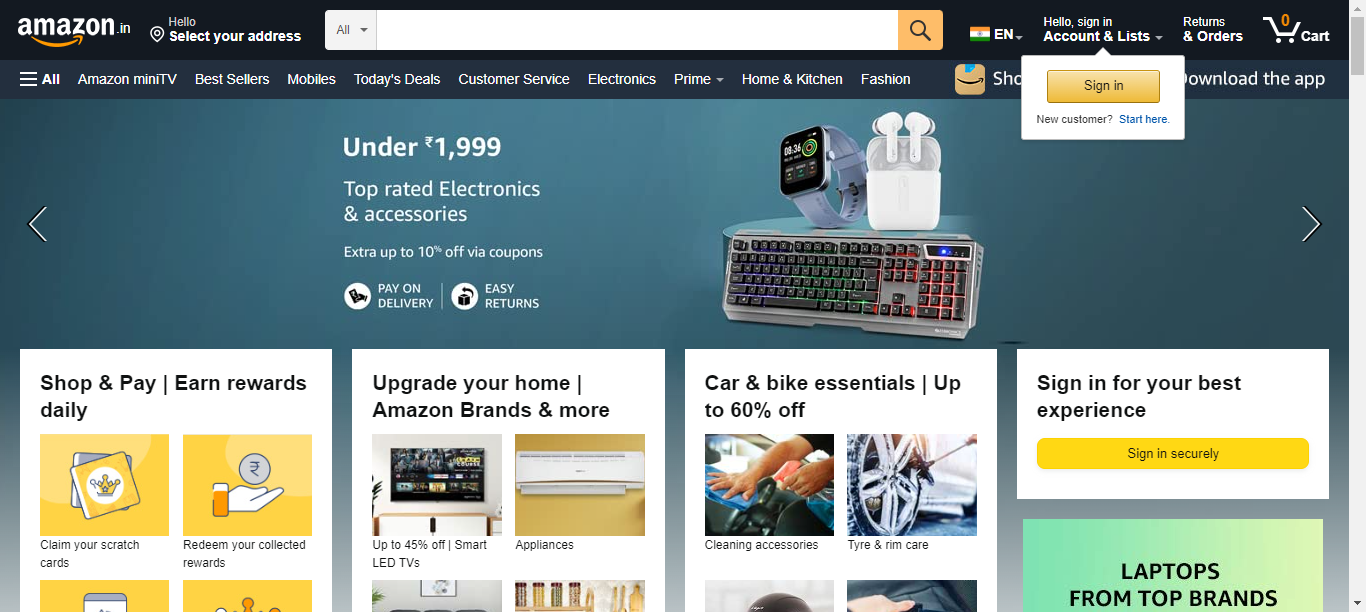 amazon.in
Hello
Select your address
All
EN
Hello, sign in
Account & Lists
Returns
& Orders
0
Cart
All
Amazon miniTV
Best Sellers
Mobiles
Today's Deals
Customer Service
Electronics
Prime
Home & Kitchen
Fashion
Sho
Download the app
Sign in
New customer? Start here.
Under ₹1,999
Top rated Electronics
& accessories
Extra up to 10% off via coupons
PAY ON
DELIVERY
EASY
RETURNS
08:36
Shop & Pay | Earn rewards
daily
Claim your scratch
cards
₹
Redeem your collected
rewards
Upgrade your home |
Amazon Brands & more
Up to 45% off | Smart
LED TVs
Appliances
Car & bike essentials | Up
to 60% off
Cleaning accessories
Tyre & rim care
Sign in for your best
experience
Sign in securely
LAPTOPS
FROM TOP BRANDS